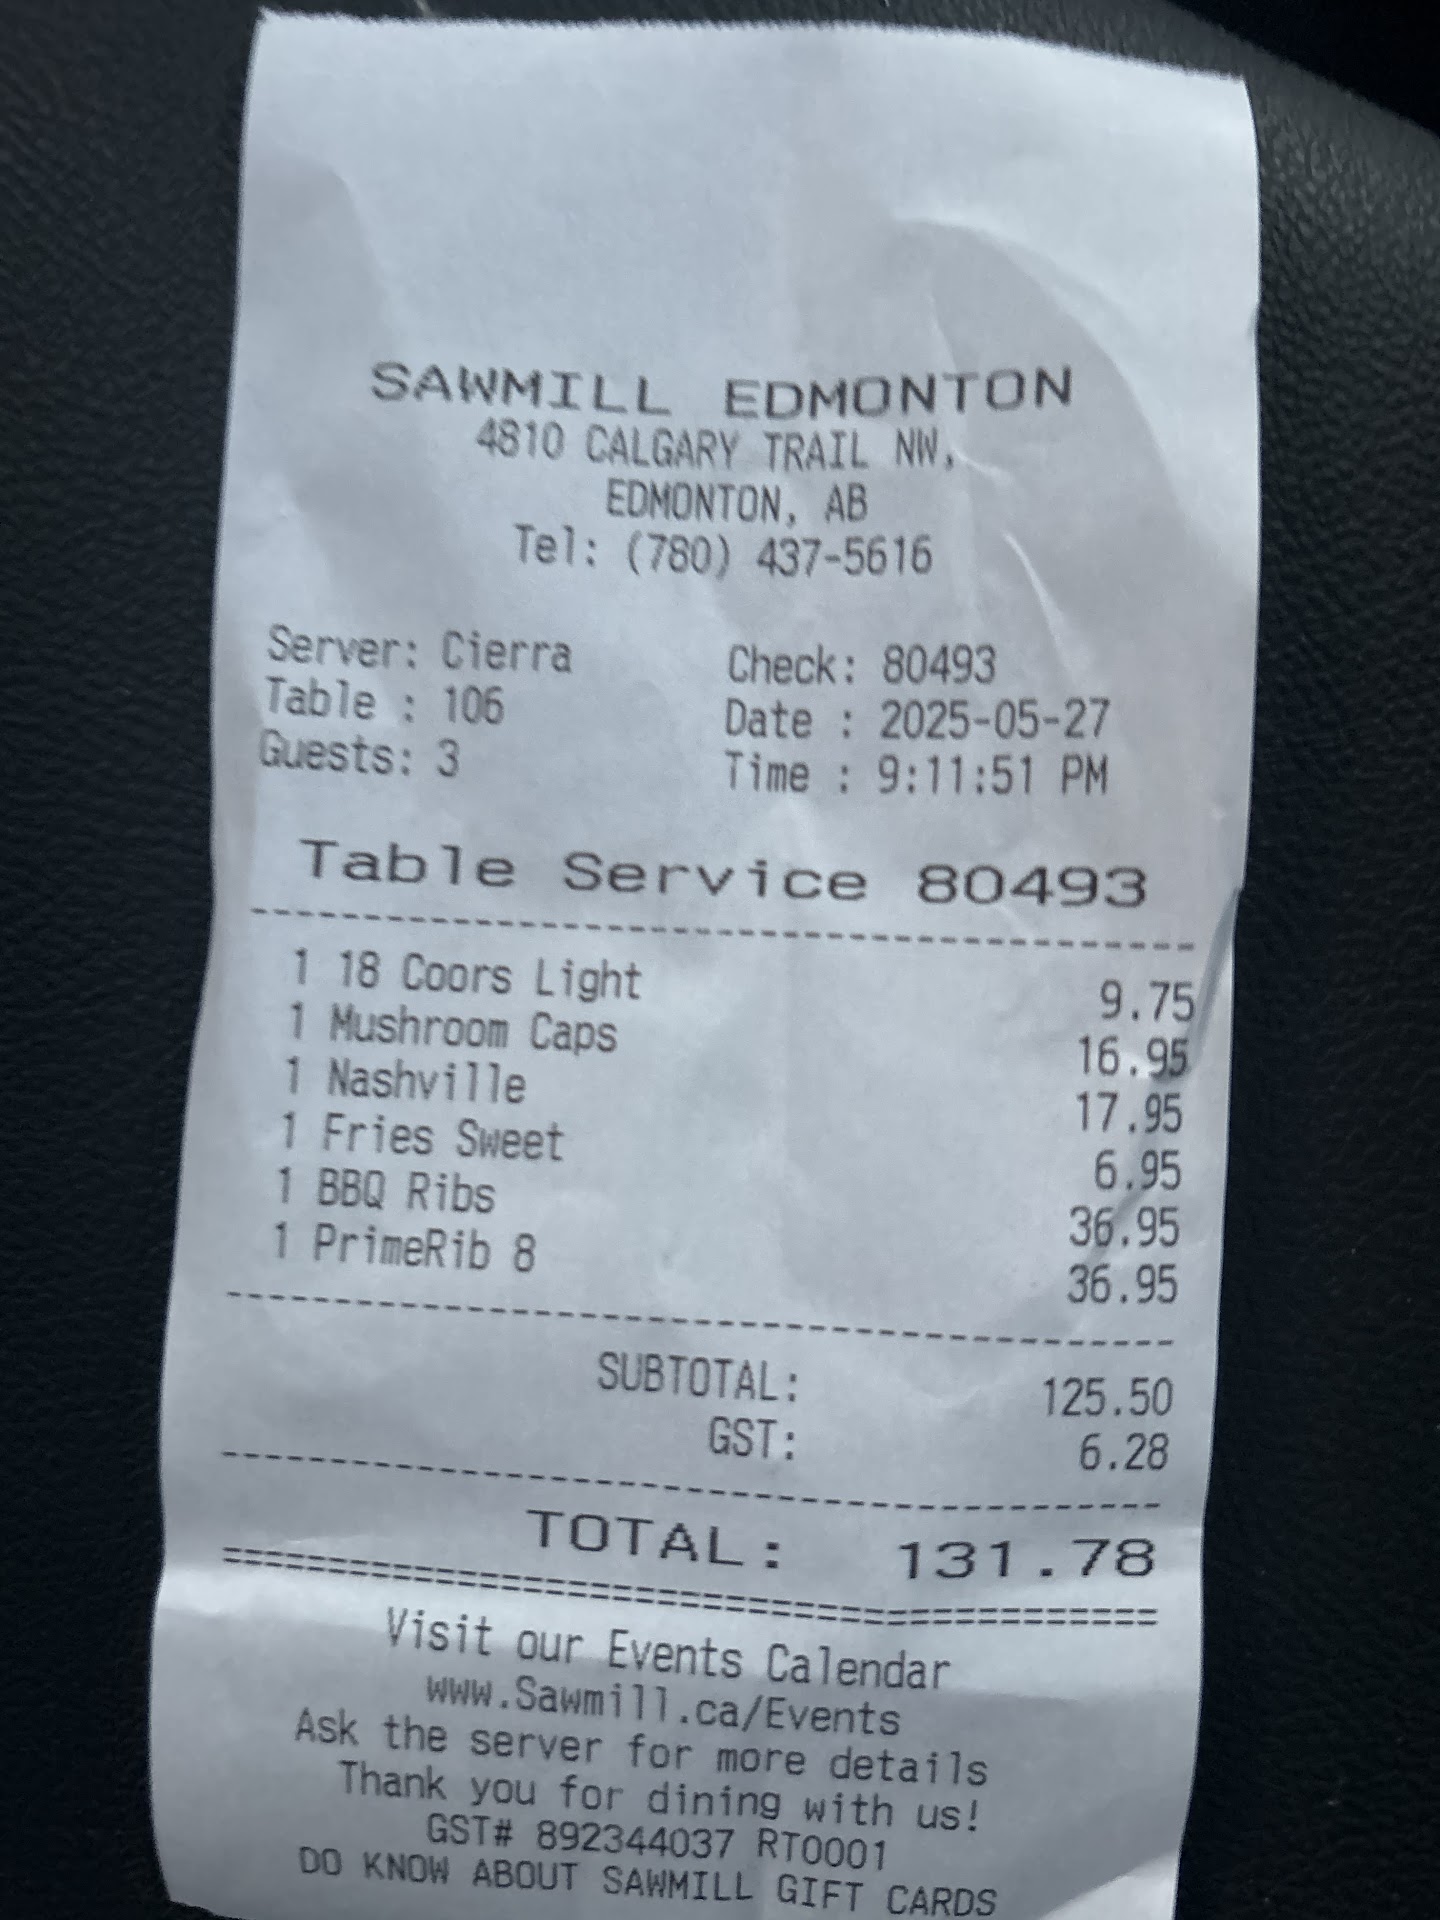 SAWMILL EDMONTON
4810 CALGARY TRAIL NW,
EDMONTON, AB
Tel: (780) 437-5616
Server: Cierra Check: 80493
Table : 106 Date : 2025-05-27
Guests: 3 Time : 9:11:51 PM
Table Service 80493
1 18 Coors Light 9.75
1 Mushroom Caps 16.95
1 Nashville 17.95
1 Fries Sweet 6.95
1 BBQ Ribs 36.95
1 PrimeRib 8 36.95
SUBTOTAL: 125.50
GST: 6.28
TOTAL: 131.78
Visit our Events Calendar
www.Sawmill.ca/Events
Ask the server for more details
Thank you for dining with us!
GST# 892344037 RT0001
DO KNOW ABOUT SAWMILL GIFT CARDS